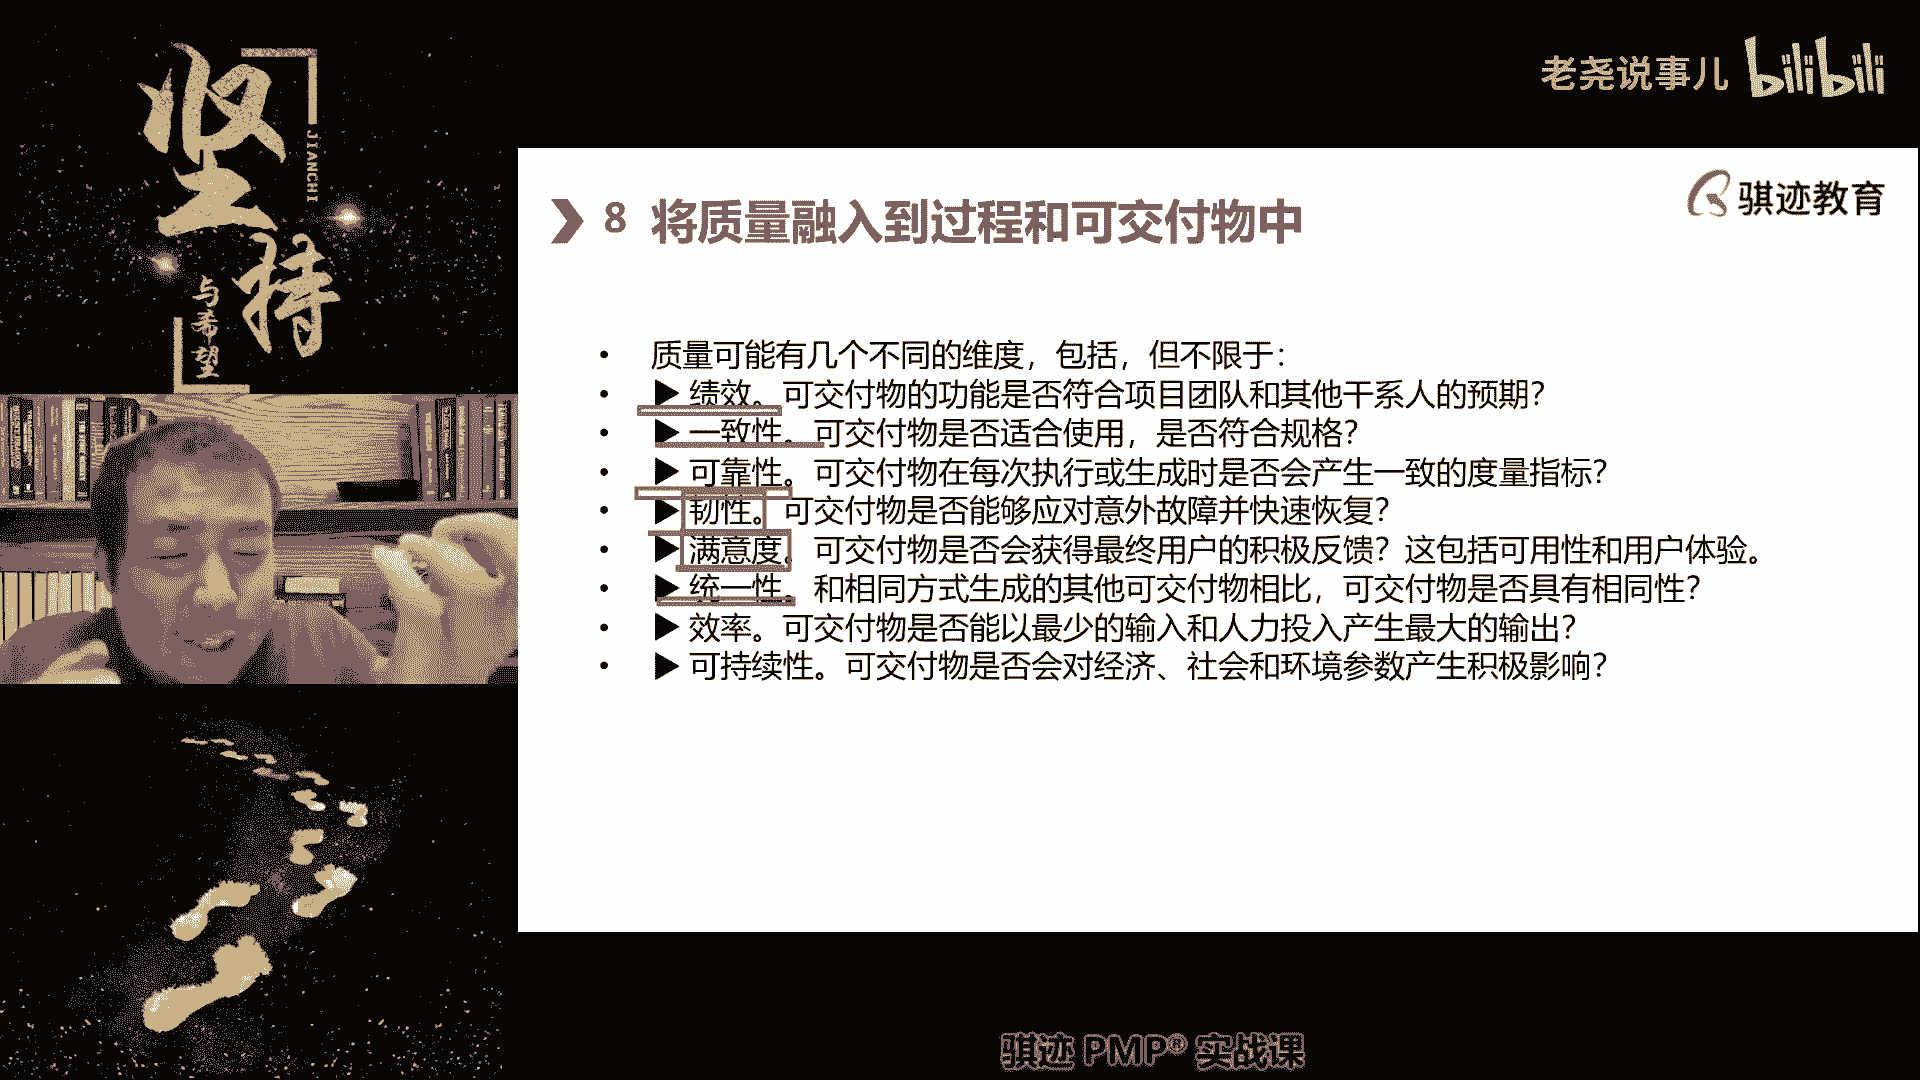 坚持
JIANCHI
与希望
老尧说事儿 bilibili
骐迹教育
8 将质量融入到过程和可交付物中
• 质量可能有几个不同的维度，包括，但不限于：
• ▶ 绩效。可交付物的功能是否符合项目团队和其他干系人的预期？
• ▶ 一致性。可交付物是否适合使用，是否符合规格？
• ▶ 可靠性。可交付物在每次执行或生成时是否会产生一致的度量指标？
• ▶ 韧性。可交付物是否能够应对意外故障并快速恢复？
• ▶ 满意度。可交付物是否会获得最终用户的积极反馈？这包括可用性和用户体验。
• ▶ 统一性。和相同方式生成的其他可交付物相比，可交付物是否具有相同性？
• ▶ 效率。可交付物是否能以最少的输入和人力投入产生最大的输出？
• ▶ 可持续性。可交付物是否会对经济、社会和环境参数产生积极影响？
骐迹 PMP® 实战课